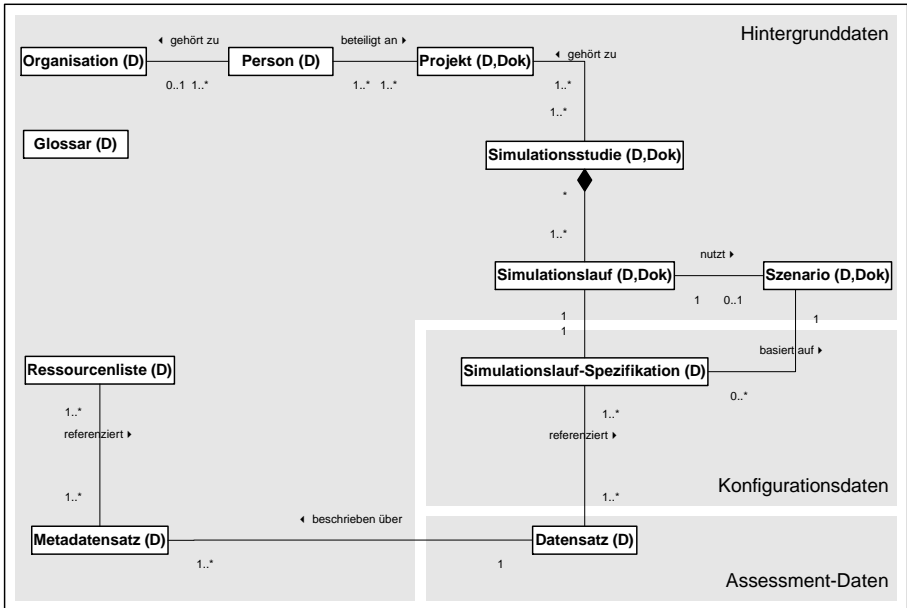 Hintergrunddaten
◂ gehört zu
beteiligt an ▸
◂ gehört zu
Organisation (D)
Person (D)
Projekt (D,Dok)
0..1 1..*
1..* 1..*
1..*
1..*
Glossar (D)
Simulationsstudie (D,Dok)
*
1..*
nutzt ▸
Simulationslauf (D,Dok)
Szenario (D,Dok)
1 0..1
1
1
1
basiert auf ▸
Ressourcenliste (D)
Simulationslauf-Spezifikation (D)
0..*
1..*
1..*
referenziert ▸
referenziert ▸
1..*
1..*
Konfigurationsdaten
◂ beschrieben über
Metadatensatz (D)
Datensatz (D)
1..*
1
Assessment-Daten